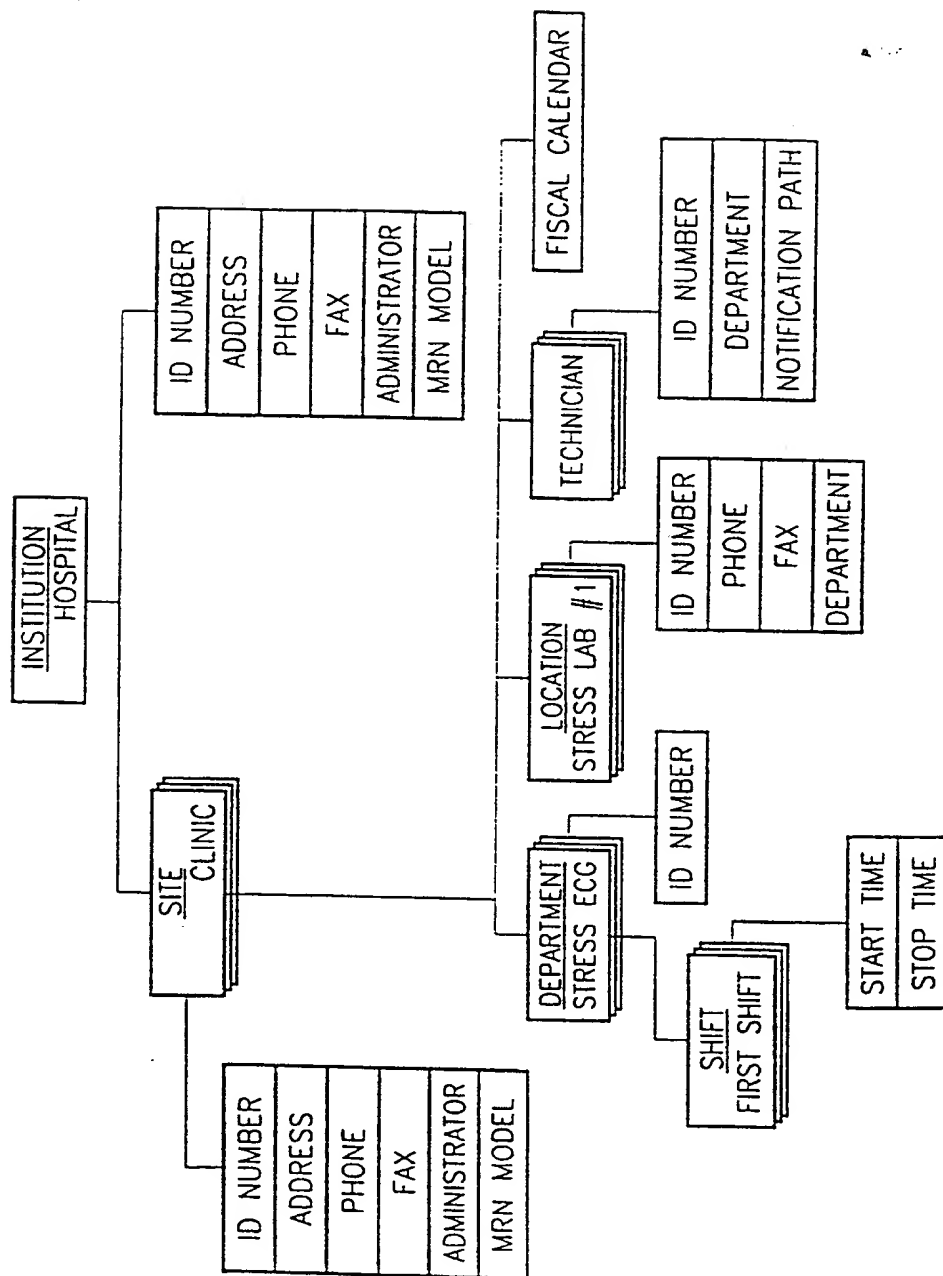 INSTITUTION
HOSPITAL
SITE
CLINIC
ID NUMBER
ADDRESS
PHONE
FAX
ADMINISTRATOR
MRN MODEL
ID NUMBER
ADDRESS
PHONE
FAX
ADMINISTRATOR
MRN MODEL
DEPARTMENT
STRESS ECG
LOCATION
STRESS LAB #1
TECHNICIAN
FISCAL CALENDAR
ID NUMBER
ID NUMBER
PHONE
FAX
DEPARTMENT
ID NUMBER
DEPARTMENT
NOTIFICATION PATH
SHIFT
FIRST SHIFT
START TIME
STOP TIME